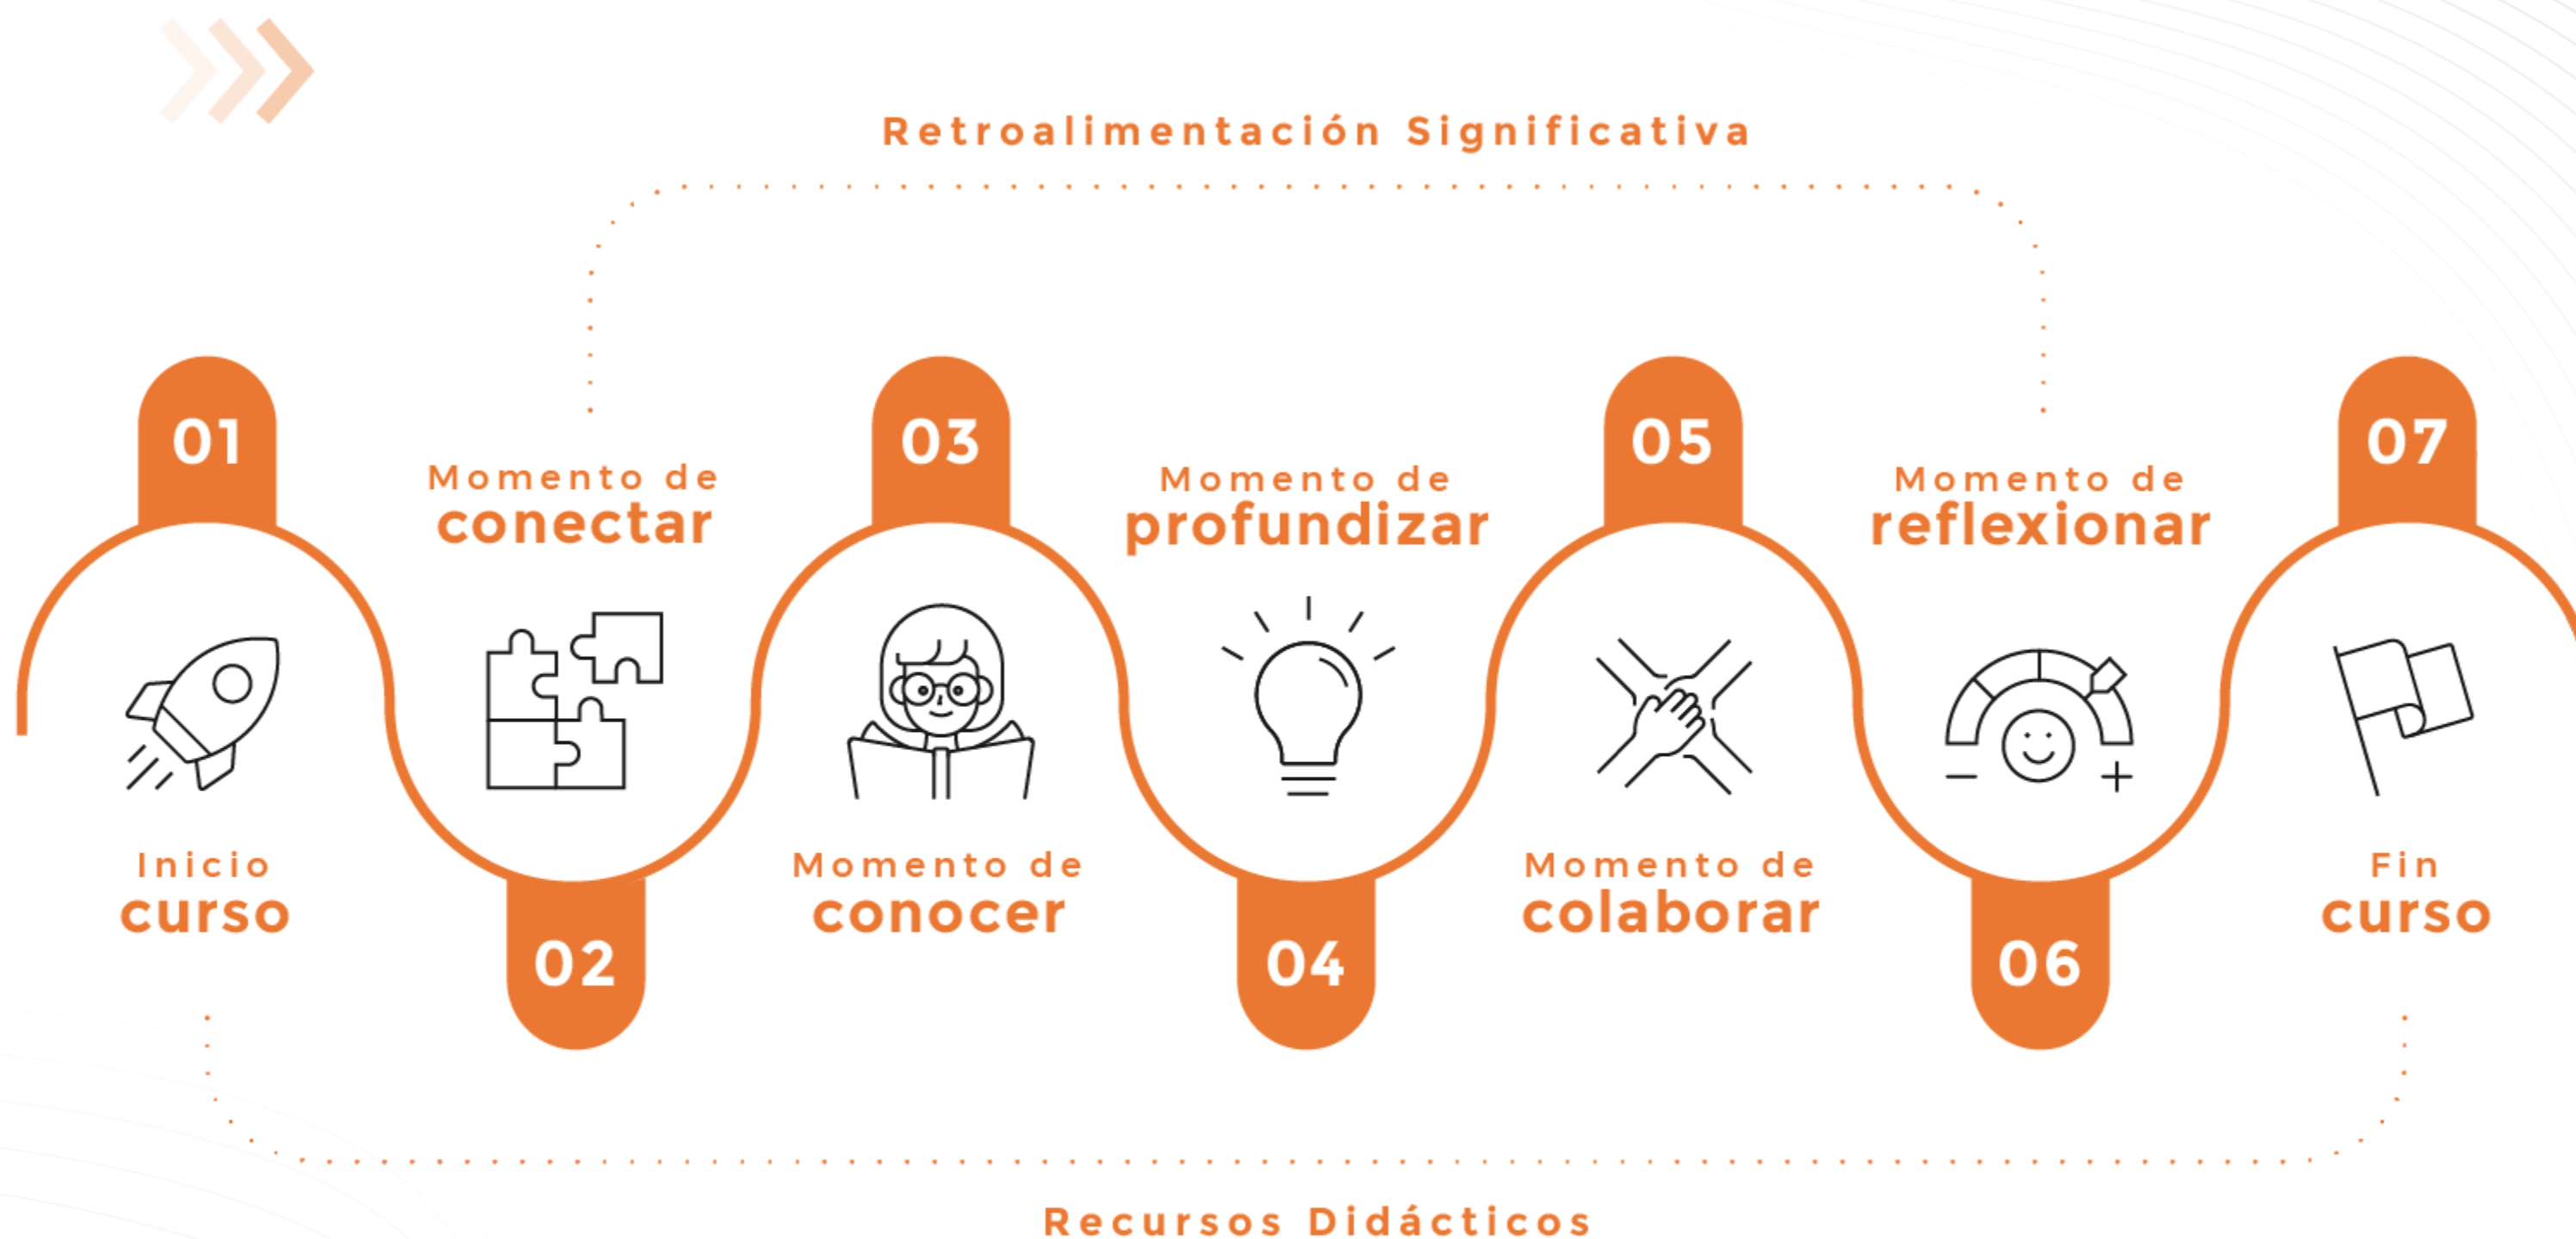 Retroalimentación Significativa
01
Inicio
curso
Momento de
conectar
02
03
Momento de
conocer
Momento de
profundizar
04
05
Momento de
colaborar
Momento de
reflexionar
06
07
Fin
curso
Recursos Didácticos